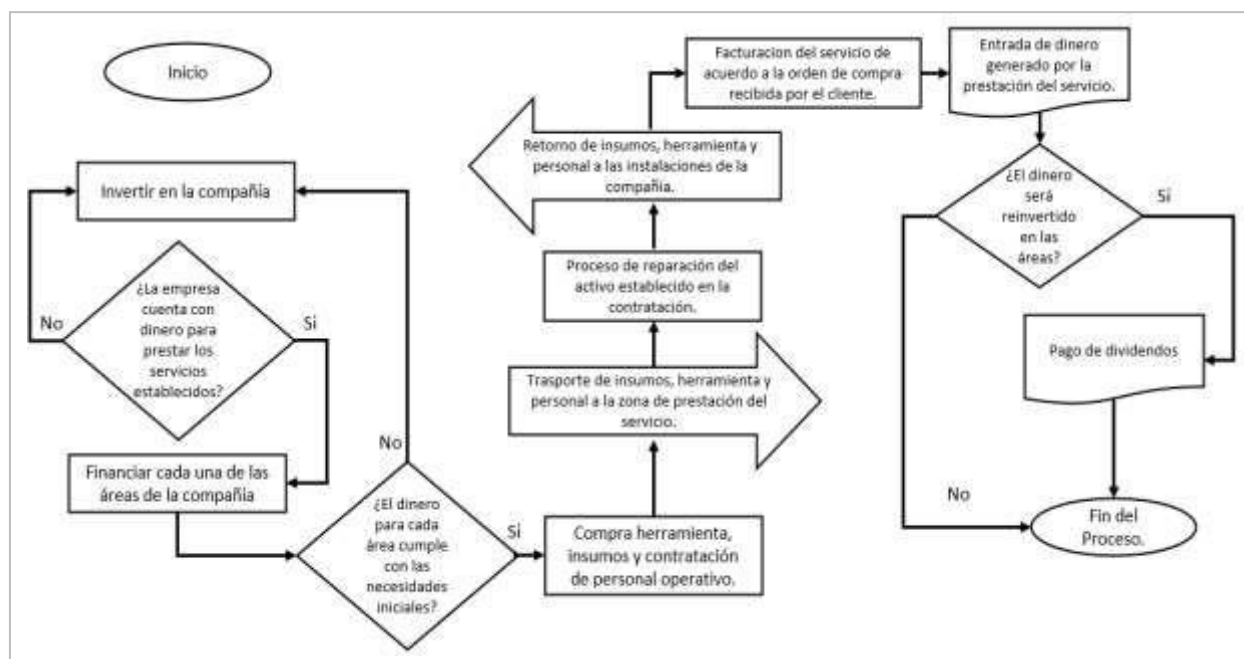 Inicio
Invertir en la compañía
¿La empresa
cuenta con
dinero para
prestar los
servicios
establecidos?
No
Si
Financiar cada una de las
áreas de la compañía
No
¿El dinero
para cada
área cumple
con las
necesidades
iniciales?
Si
Compra herramienta,
insumos y contratación
de personal operativo.
Trasporte de insumos, herramienta y
personal a la zona de prestación del
servicio.
Proceso de reparación del
activo establecido en la
contratación.
Retorno de insumos, herramienta y
personal a las instalaciones de la
compañía.
Facturacion del servicio de
acuerdo a la orden de compra
recibida por el cliente.
Entrada de dinero
generado por la
prestación del servicio.
¿El dinero
será
reinvertido
en las
áreas?
Si
Pago de dividendos
No
Fin del
Proceso.